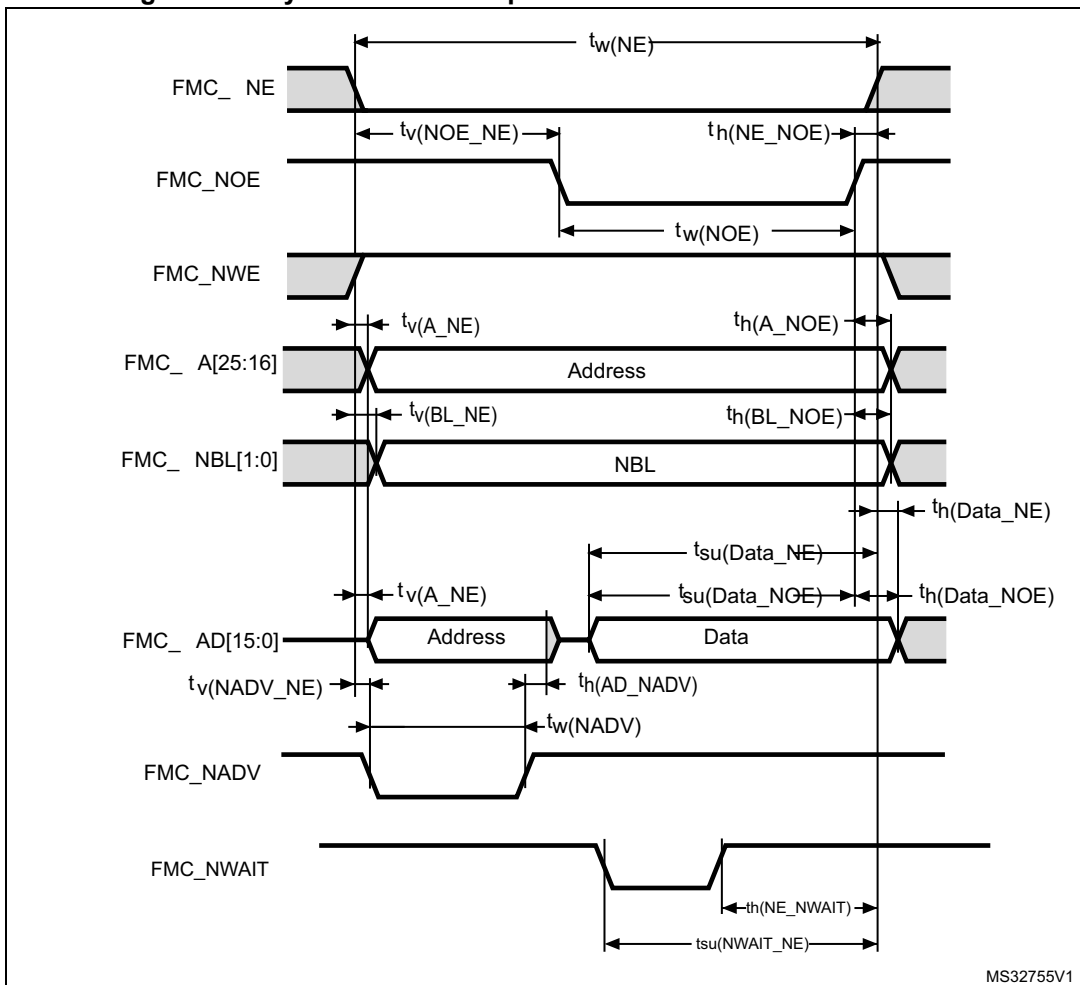 tw(NE)
FMC_ NE
tv(NOE_NE)
th(NE_NOE)
FMC_NOE
tw(NOE)
FMC_NWE
tv(A_NE)
th(A_NOE)
FMC_ A[25:16]
Address
tv(BL_NE)
th(BL_NOE)
FMC_ NBL[1:0]
NBL
th(Data_NE)
tsu(Data_NE)
tv(A_NE)
tsu(Data_NOE)
th(Data_NOE)
FMC_ AD[15:0]
Address
Data
tv(NADV_NE)
th(AD_NADV)
tw(NADV)
FMC_NADV
FMC_NWAIT
th(NE_NWAIT)
tsu(NWAIT_NE)
MS32755V1